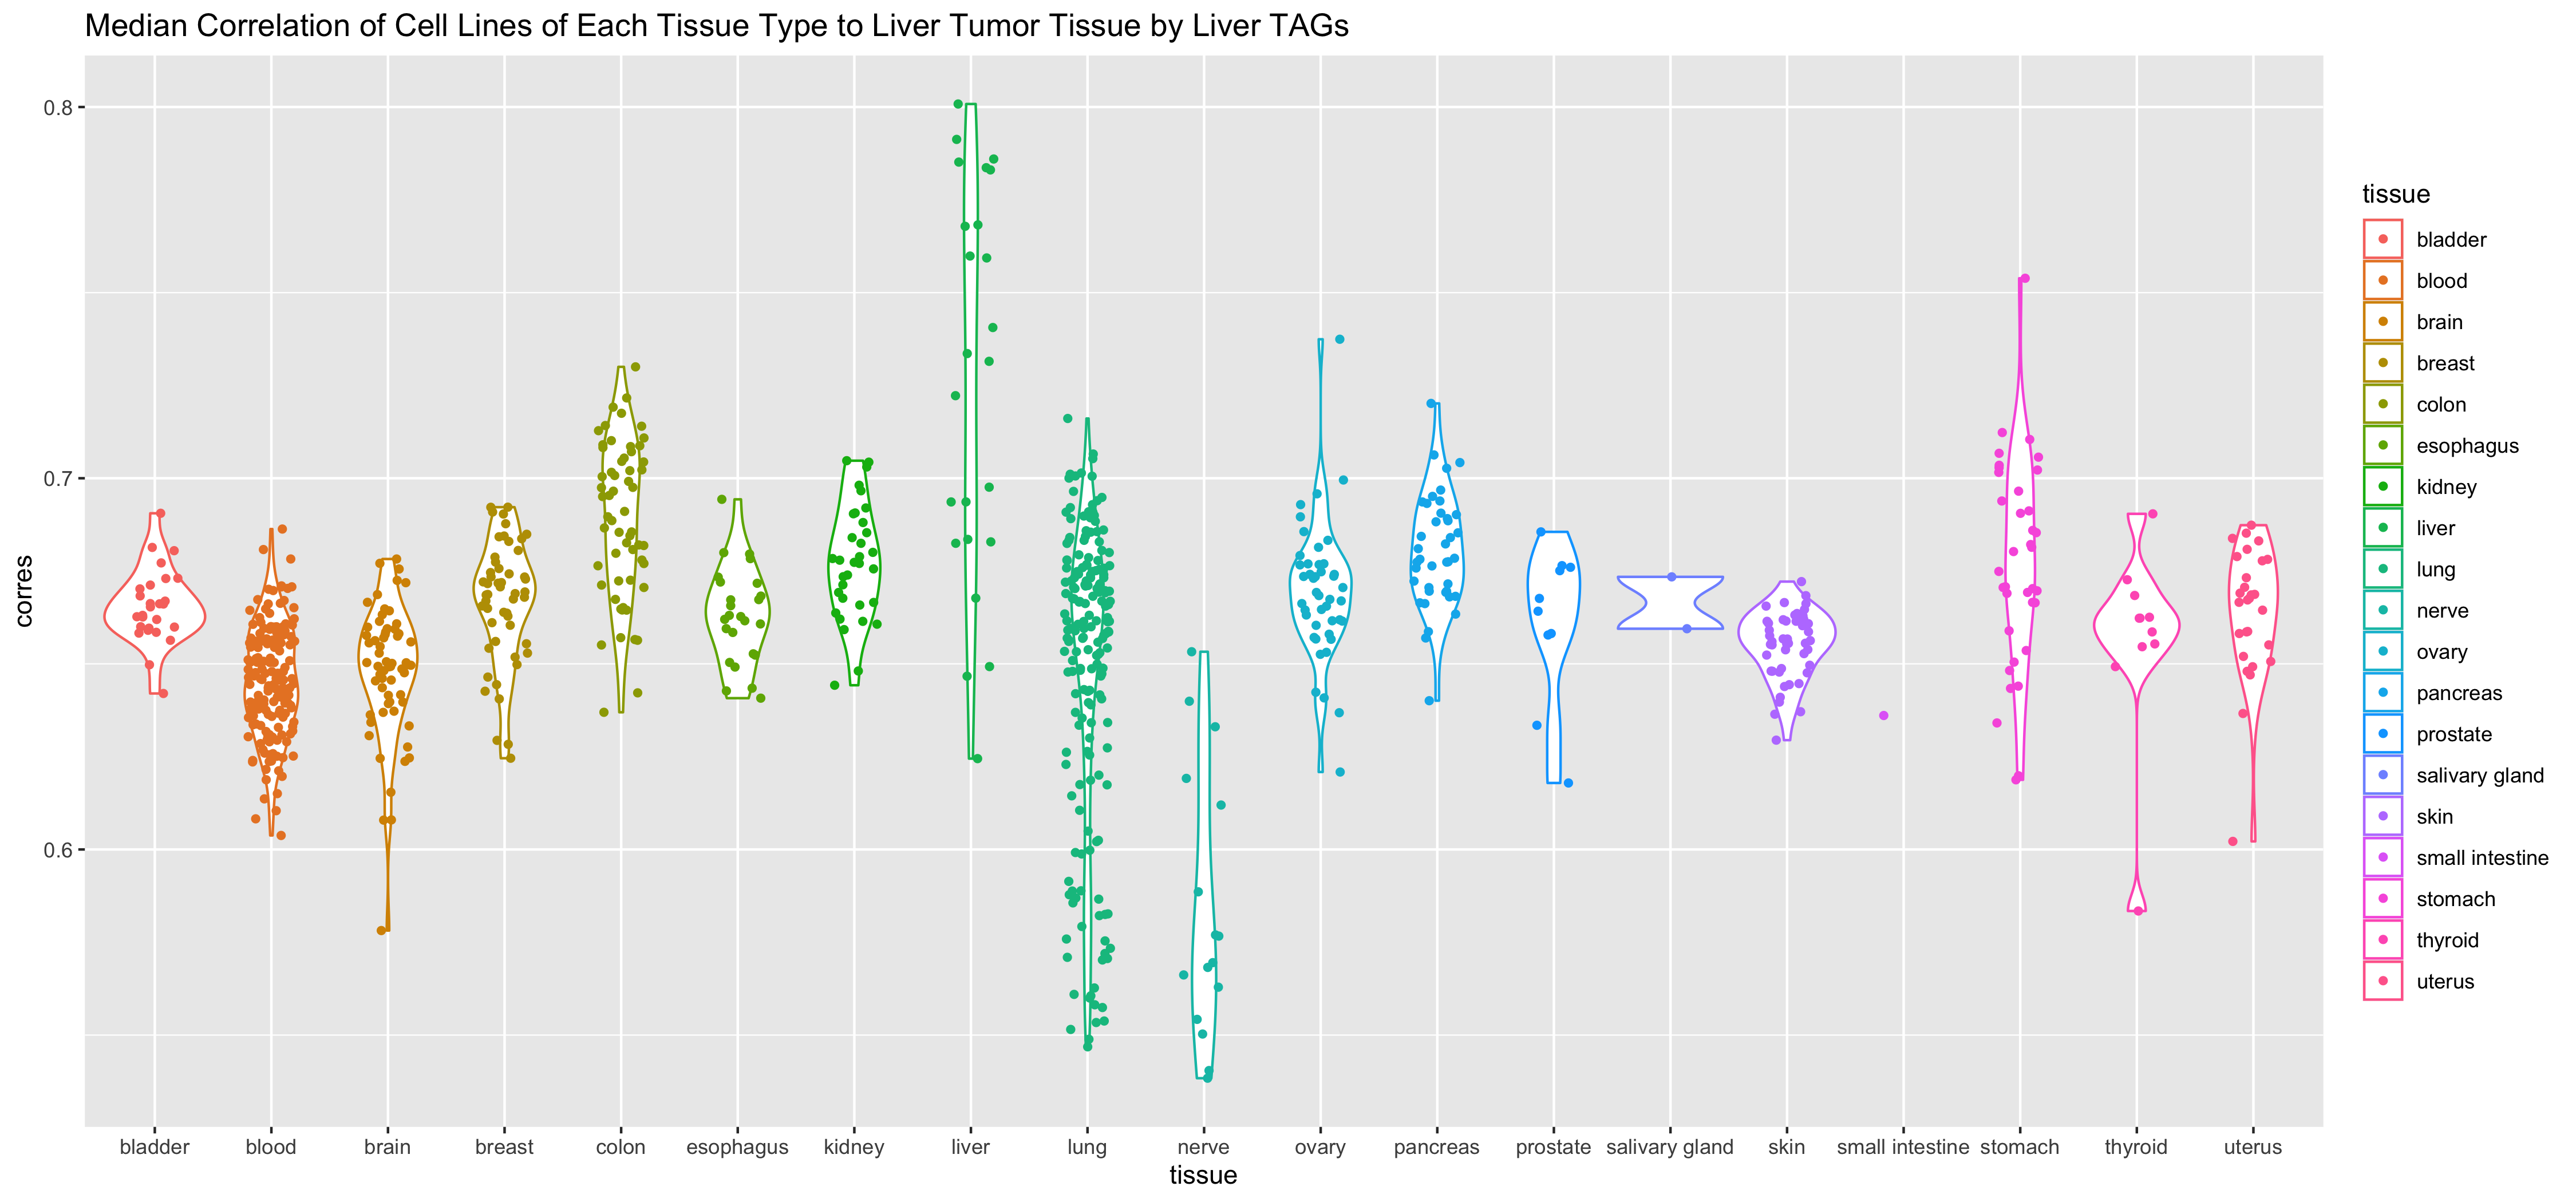 Median Correlation of Cell Lines of Each Tissue Type to Liver Tumor Tissue by Liver TAGs
0.8
0.7
0.6
corres
bladder blood brain breast colon esophagus kidney liver lung nerve ovary pancreas prostate salivary gland skin small intestine stomach thyroid uterus
tissue
tissue
bladder
blood
brain
breast
colon
esophagus
kidney
liver
lung
nerve
ovary
pancreas
prostate
salivary gland
skin
small intestine
stomach
thyroid
uterus